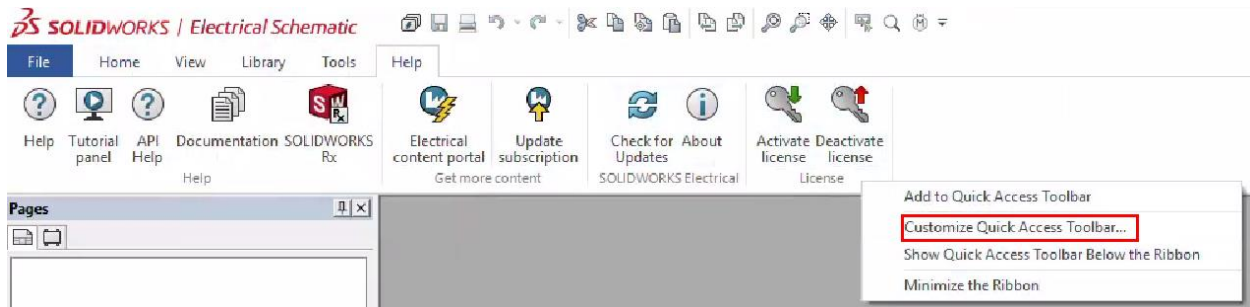 SOLIDWORKS | Electrical Schematic
File Home View Library Tools Help
Help Tutorial panel API Help Documentation SOLIDWORKS Rx Electrical content portal Update subscription Check for Updates About Activate license Deactivate license
Help Get more content SOLIDWORKS Electrical License
Add to Quick Access Toolbar
Customize Quick Access Toolbar...
Show Quick Access Toolbar Below the Ribbon
Minimize the Ribbon
Pages